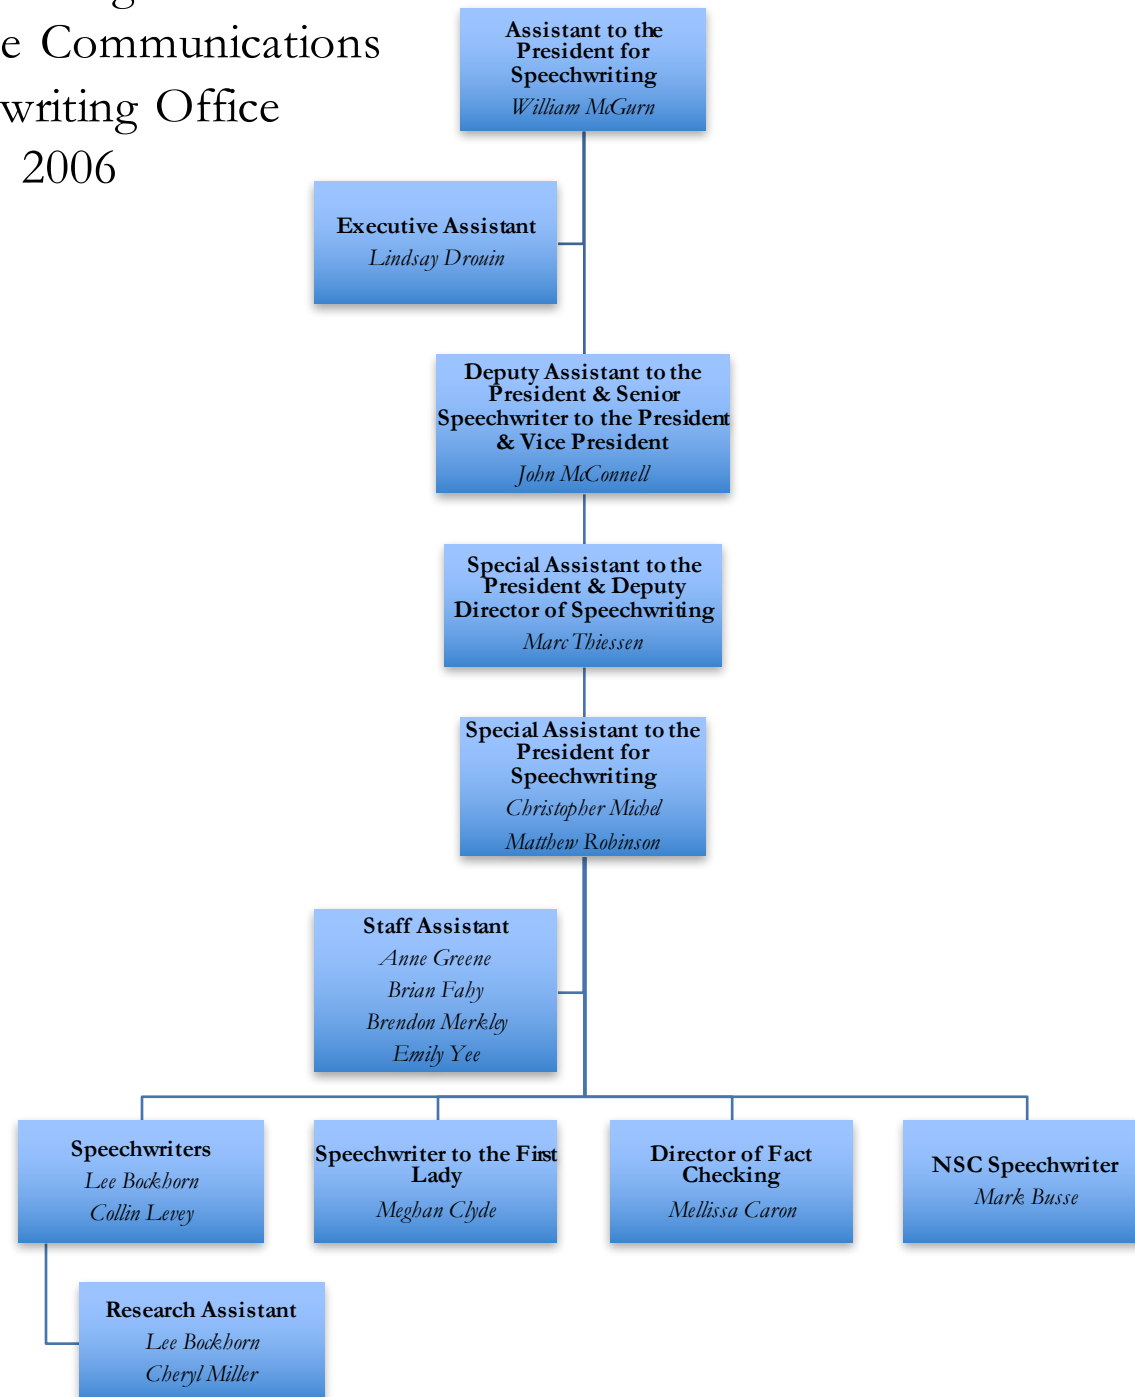 e Communications
writing Office
2006
Assistant to the
President for
Speechwriting
William McGurn
Executive Assistant
Lindsay Drouin
Deputy Assistant to the
President & Senior
Speechwriter to the President
& Vice President
John McConnell
Special Assistant to the
President & Deputy
Director of Speechwriting
Marc Thiessen
Special Assistant to the
President for
Speechwriting
Christopher Michel
Matthew Robinson
Staff Assistant
Anne Greene
Brian Fahy
Brendon Merkley
Emily Yee
Speechwriters
Lee Bockhorn
Collin Levey
Speechwriter to the First
Lady
Meghan Clyde
Director of Fact
Checking
Mellissa Caron
NSC Speechwriter
Mark Busse
Research Assistant
Lee Bockhorn
Cheryl Miller